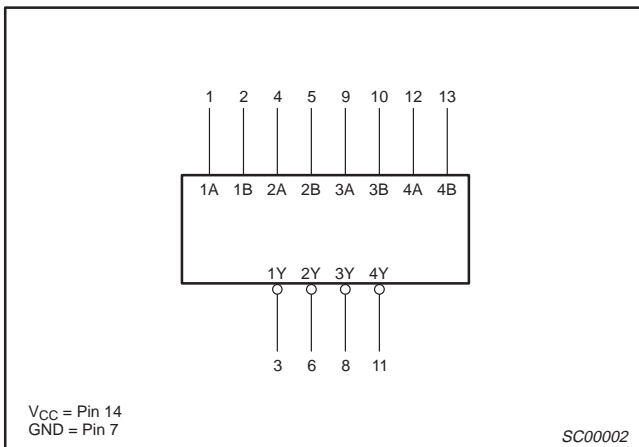 1 2 4 5 9 10 12 13
1A 1B 2A 2B 3A 3B 4A 4B
1Y 2Y 3Y 4Y
3 6 8 11
VCC = Pin 14
GND = Pin 7
SC00002